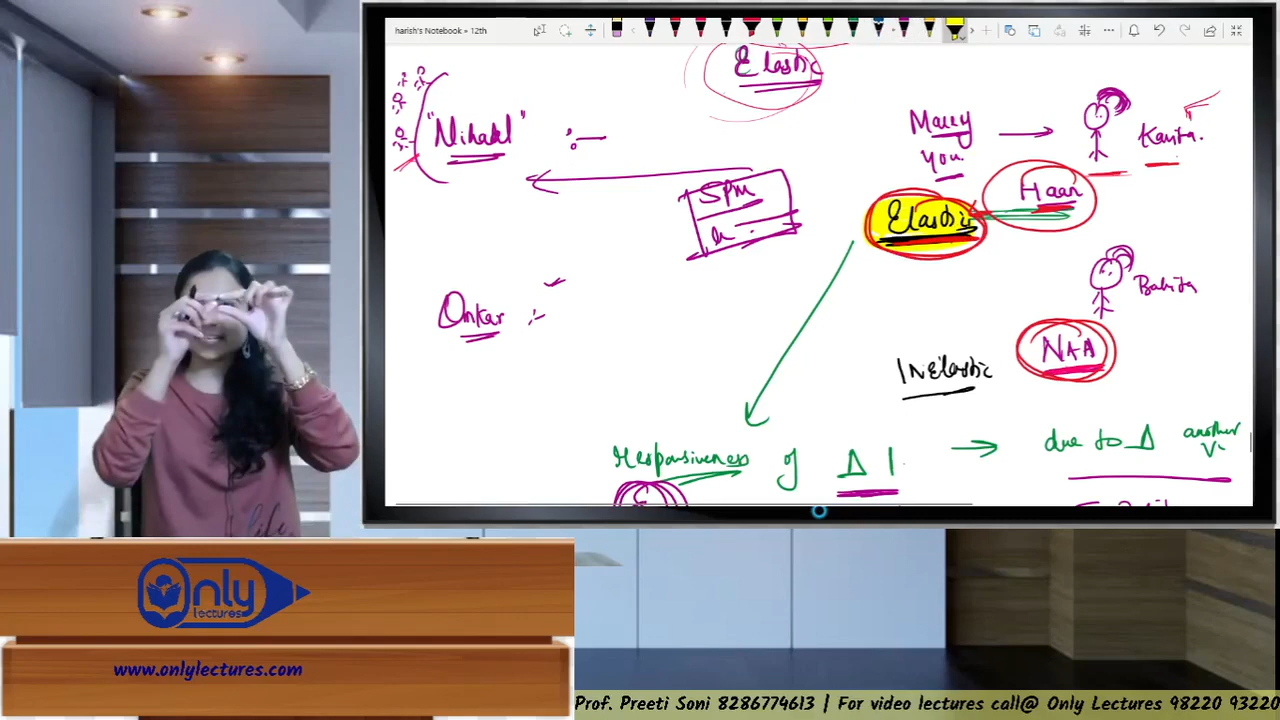 harish's Notebook » 12th
Elastic
"Nihaal" :-
Marry
you
Kavita.
SPM
Haan
Elastic
Babita
Onkar :-
NAA
INElastic
Responsiveness of Δ 1 → due to Δ another
V
Only
lectures
www.onlylectures.com
Prof. Preeti Soni 8286774613 | For video lectures call@ Only Lectures 98220 93220